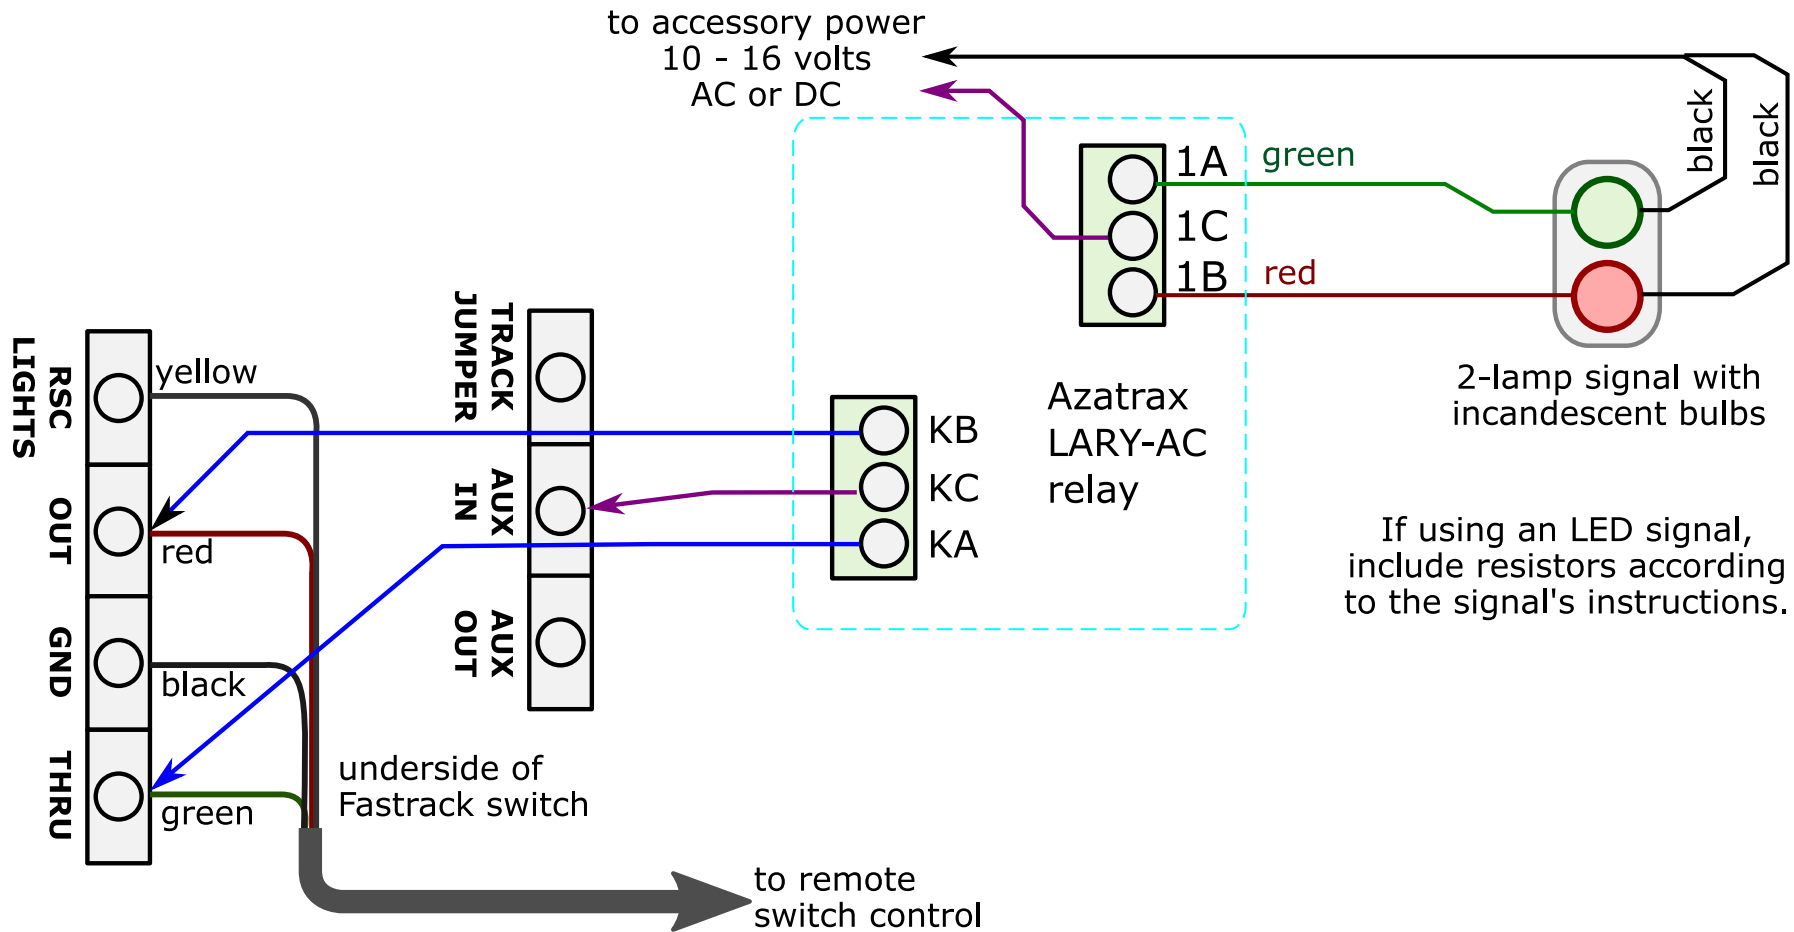 to accessory power
10 - 16 volts
AC or DC
black
black
1A
green
1C
1B
red
2-lamp signal with
incandescent bulbs
TRACK
JUMPER
AUX
IN
AUX
OUT
KB
KC
KA
Azatrax
LARY-AC
relay
If using an LED signal,
include resistors according
to the signal's instructions.
RSC
LIGHTS
yellow
OUT
red
GND
black
THRU
green
underside of
Fastrack switch
to remote
switch control